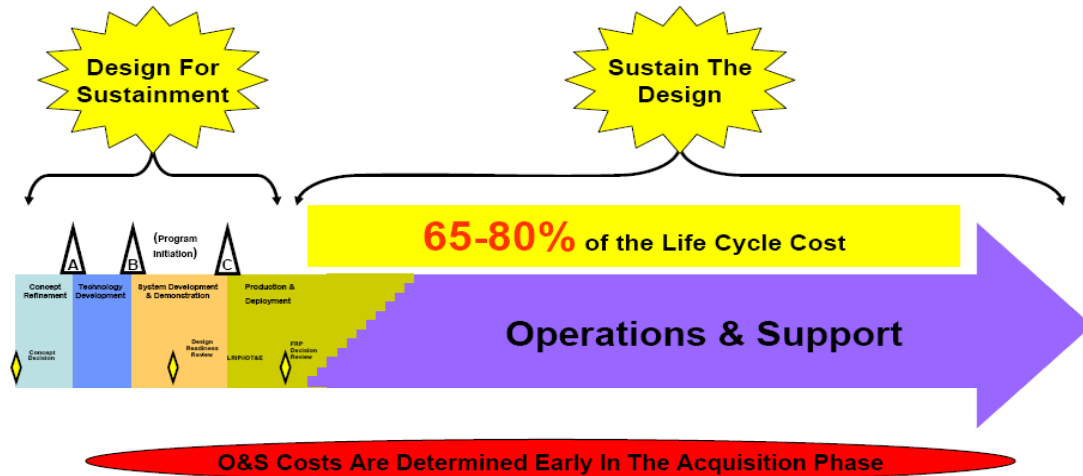 Design For
Sustainment
Sustain The
Design
65-80% of the Life Cycle Cost
(Program
Initiation)
A
B
C
Concept
Refinement
Technology
Development
System Development
& Demonstration
Production &
Deployment
Operations & Support
Concept
Decision
Design
Readiness
Review
LRIP/IOT&E
FRP
Decision
Review
O&S Costs Are Determined Early In The Acquisition Phase